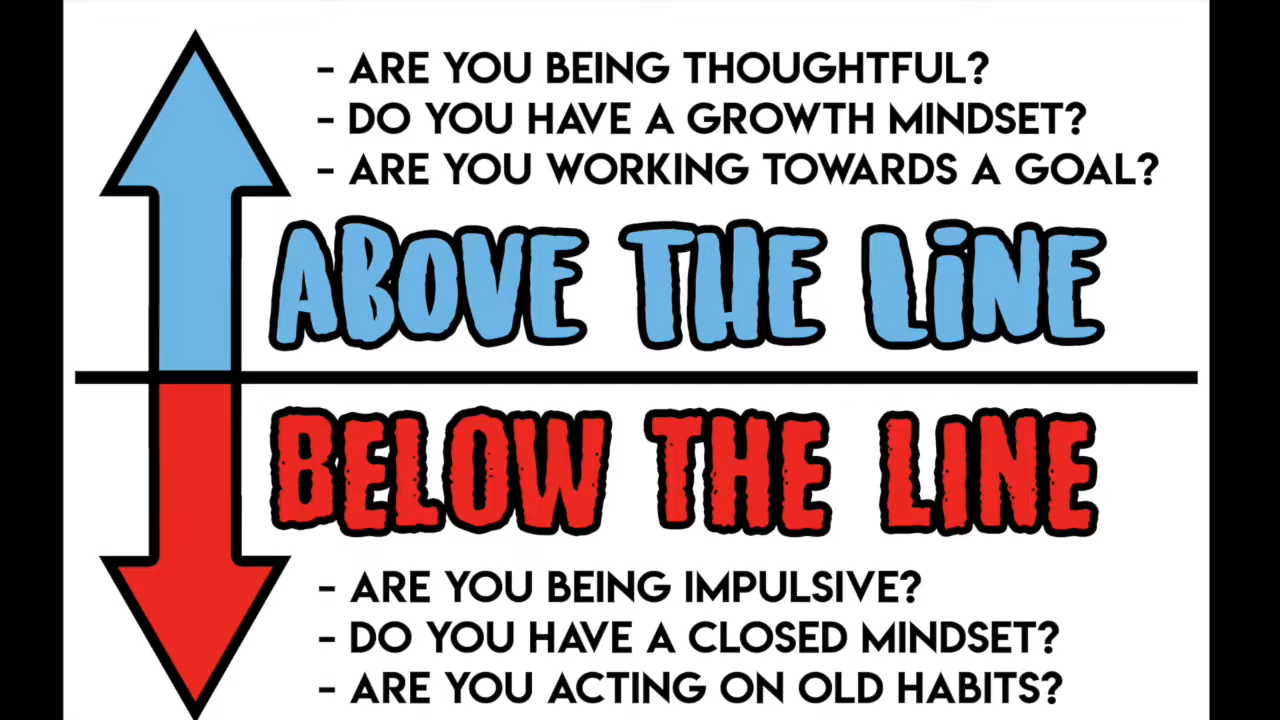 - ARE YOU BEING THOUGHTFUL?
- DO YOU HAVE A GROWTH MINDSET?
- ARE YOU WORKING TOWARDS A GOAL?
ABOVE THE LiNE
BELOW THE LINE
- ARE YOU BEING IMPULSIVE?
- DO YOU HAVE A CLOSED MINDSET?
- ARE YOU ACTING ON OLD HABITS?